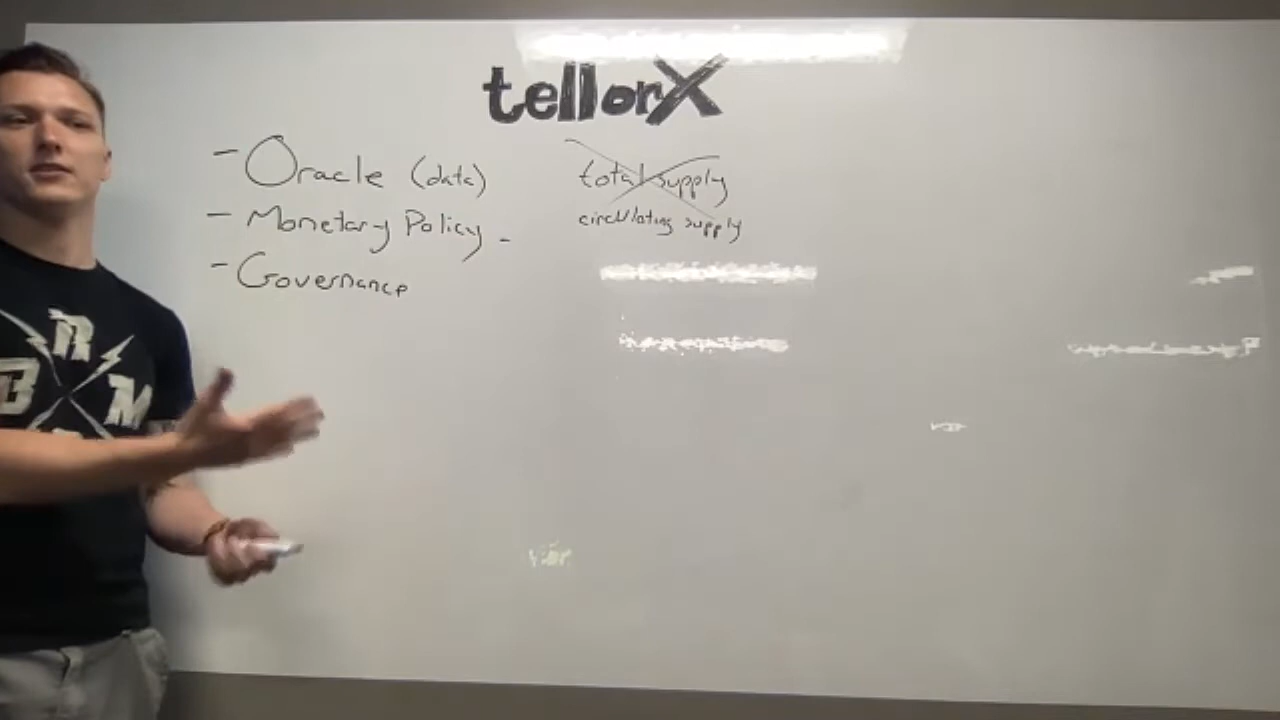 tellorX
- Oracle (data)
- Monetary Policy -
- Governance
total supply
circulating supply
B R M